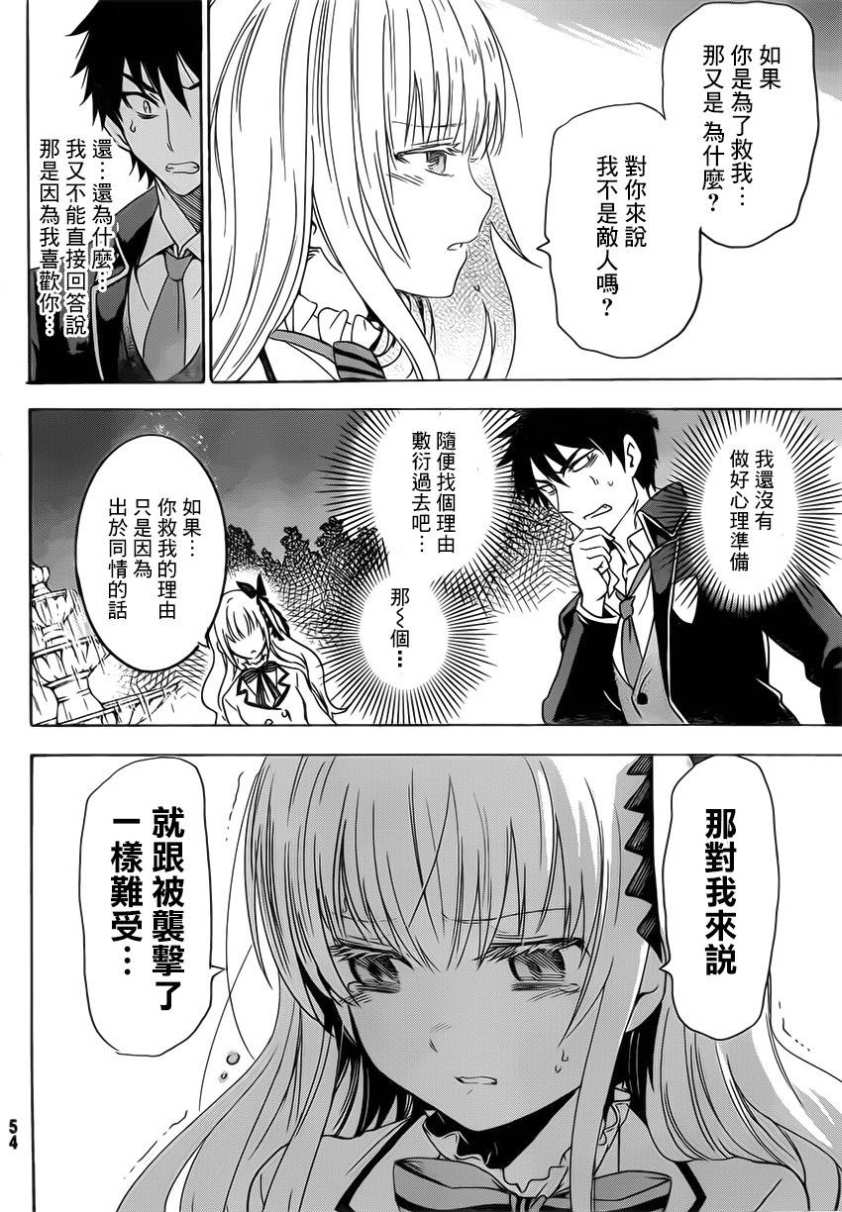 如果
你是為了救我…
那又是 為什麼?
對你來說
我不是敵人嗎?
還…還為什麼…
我又不能直接回答說
那是因為我喜歡你…
我還沒有
做好心理準備
隨便找個理由
敷衍過去吧…
那~個…
如果…
你救我的理由
只是因為
出於同情的話
那對我來說
就跟被襲擊了
一樣難受…
54